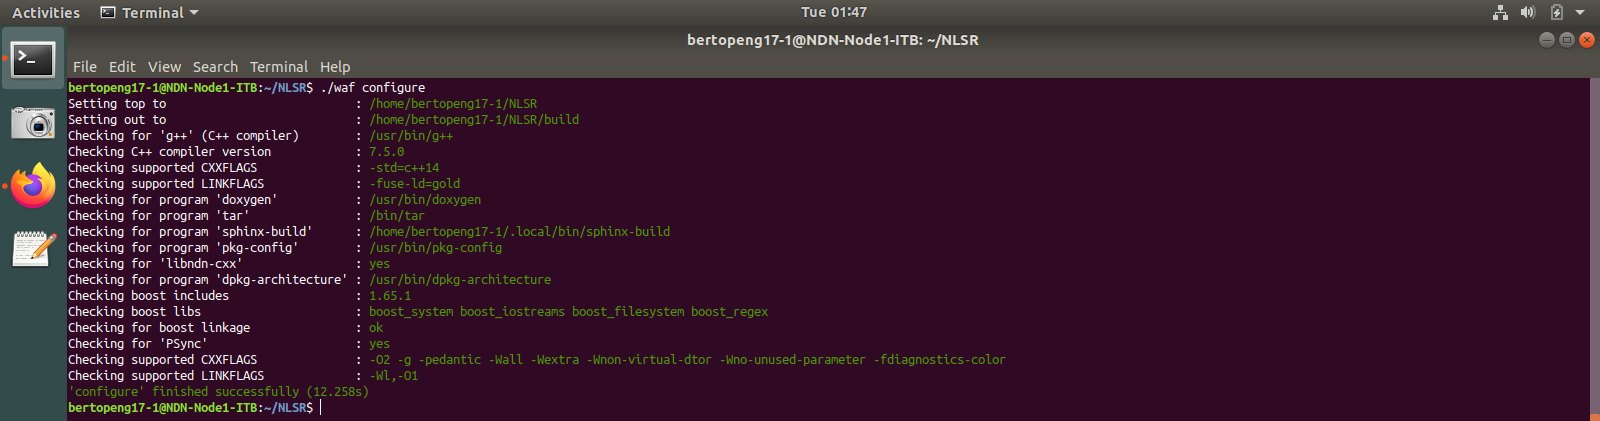 Activities Terminal Tue 01:47
bertopeng17-1@NDN-Node1-ITB: ~/NLSR
File Edit View Search Terminal Help
bertopeng17-1@NDN-Node1-ITB:~/NLSR$ ./waf configure
Setting top to : /home/bertopeng17-1/NLSR
Setting out to : /home/bertopeng17-1/NLSR/build
Checking for 'g++' (C++ compiler) : /usr/bin/g++
Checking C++ compiler version : 7.5.0
Checking supported CXXFLAGS : -std=c++14
Checking supported LINKFLAGS : -fuse-ld=gold
Checking for program 'doxygen' : /usr/bin/doxygen
Checking for program 'tar' : /bin/tar
Checking for program 'sphinx-build' : /home/bertopeng17-1/.local/bin/sphinx-build
Checking for program 'pkg-config' : /usr/bin/pkg-config
Checking for 'libndn-cxx' : yes
Checking for program 'dpkg-architecture' : /usr/bin/dpkg-architecture
Checking boost includes : 1.65.1
Checking boost libs : boost_system boost_iostreams boost_filesystem boost_regex
Checking for boost linkage : ok
Checking for 'PSync' : yes
Checking supported CXXFLAGS : -O2 -g -pedantic -Wall -Wextra -Wnon-virtual-dtor -Wno-unused-parameter -fdiagnostics-color
Checking supported LINKFLAGS : -Wl,-O1
'configure' finished successfully (12.258s)
bertopeng17-1@NDN-Node1-ITB:~/NLSR$